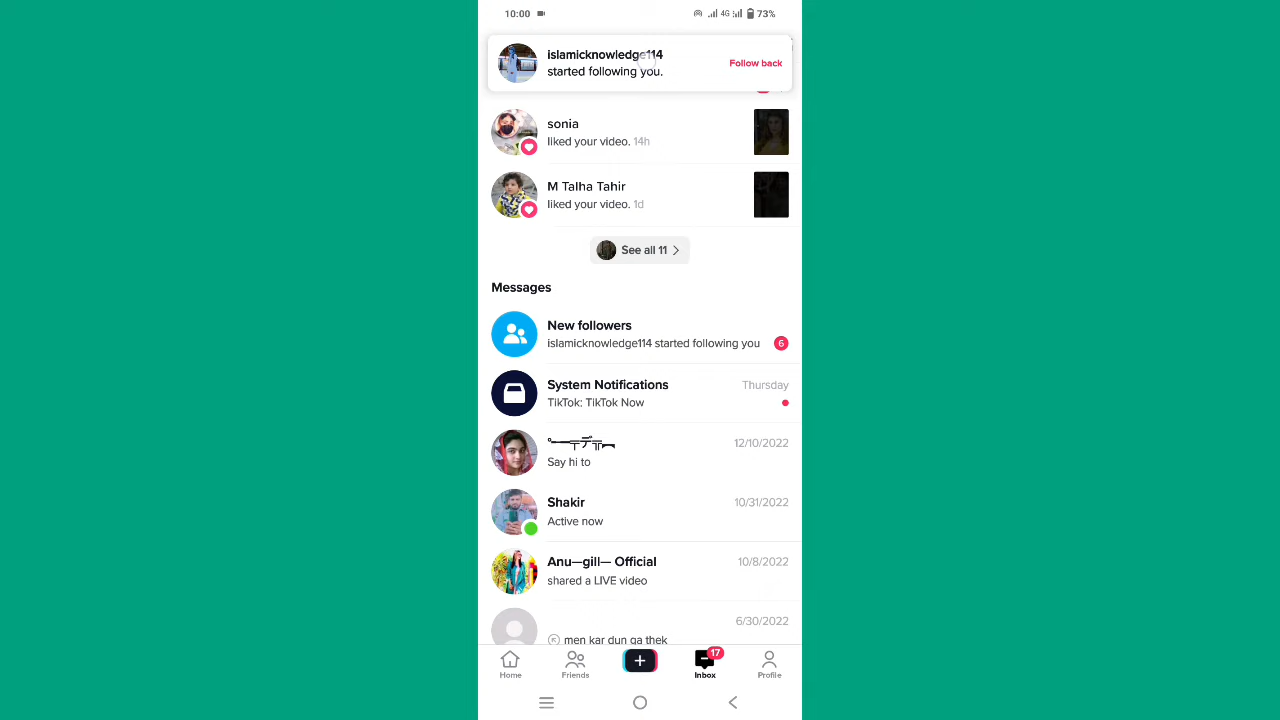 10:00 4G 73%
islamicknowledge114
started following you.
Follow back
sonia
liked your video. 14h
M Talha Tahir
liked your video. 1d
See all 11
Messages
New followers
islamicknowledge114 started following you 6
System Notifications Thursday
TikTok: TikTok Now
12/10/2022
Say hi to
Shakir 10/31/2022
Active now
Anu—gill— Official 10/8/2022
shared a LIVE video
6/30/2022
men kar dun ga thek
17
Home Friends Inbox Profile